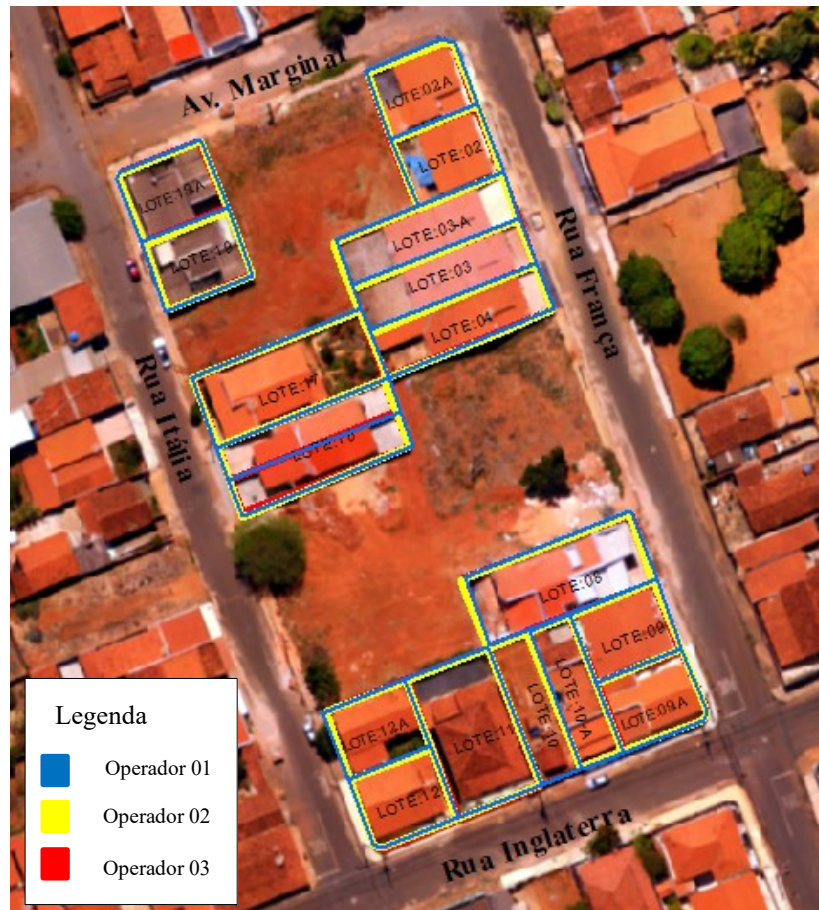 Av. Marginal
LOTE:02A
LOTE:02
LOTE:19A
LOTE:19
LOTE:03-A
LOTE:03
LOTE:04
Rua França
Rua Itália
LOTE:17
LOTE:08
LOTE:09
LOTE:09A
LOTE:10-A
LOTE:10
LOTE:11
LOTE:12A
LOTE:12
Rua Inglaterra
Legenda
Operador 01
Operador 02
Operador 03